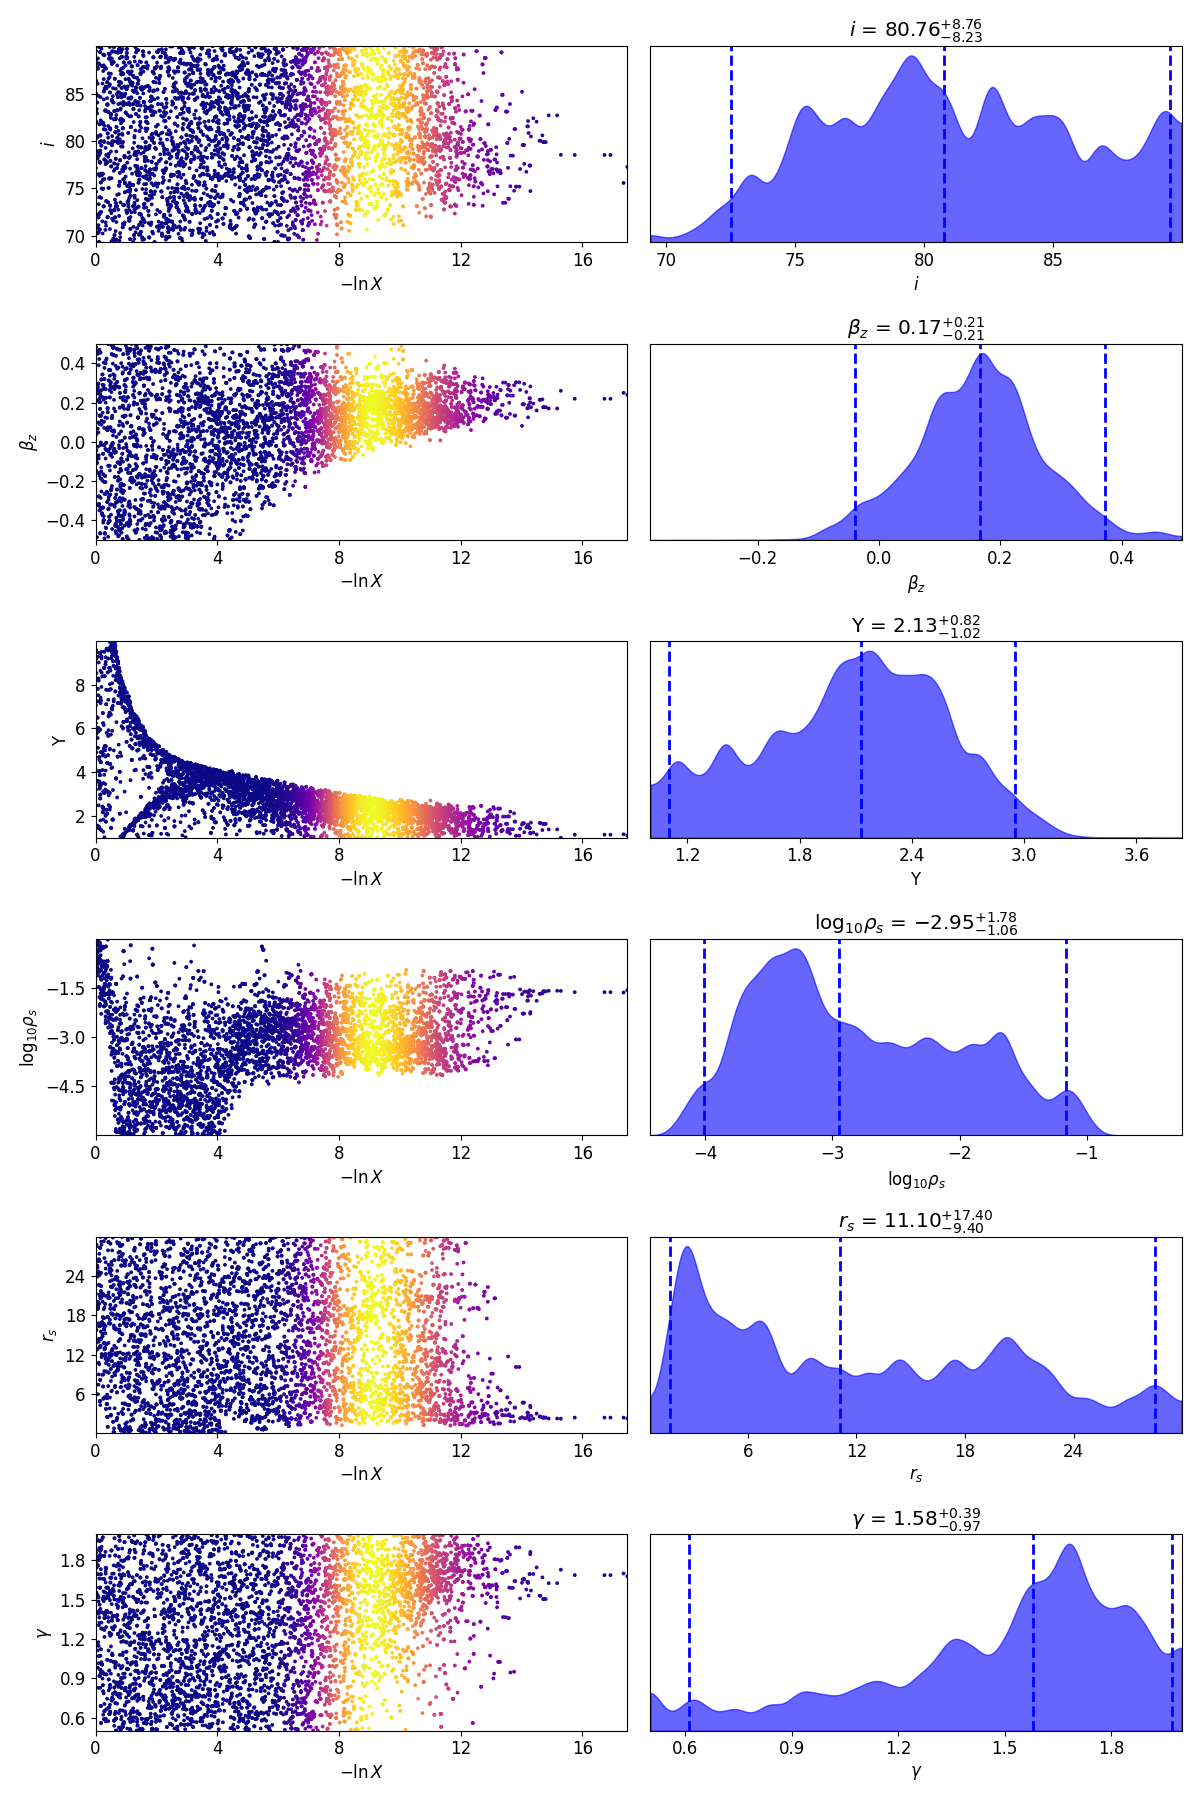 i = 80.76+8.76−8.23
85
80
75
70
i
0 4 8 12 16
−ln X
70 75 80 85
i
βz = 0.17+0.21−0.21
0.4
0.2
0.0
−0.2
−0.4
βz
0 4 8 12 16
−ln X
−0.2 0.0 0.2 0.4
βz
Y = 2.13+0.82−1.02
8
6
4
2
Y
0 4 8 12 16
−ln X
1.2 1.8 2.4 3.0 3.6
Y
log10ρs = −2.95+1.78−1.06
−1.5
−3.0
−4.5
log10ρs
0 4 8 12 16
−ln X
−4 −3 −2 −1
log10ρs
rs = 11.10+17.40−9.40
24
18
12
6
rs
0 4 8 12 16
−ln X
6 12 18 24
rs
γ = 1.58+0.39−0.97
1.8
1.5
1.2
0.9
0.6
γ
0 4 8 12 16
−ln X
0.6 0.9 1.2 1.5 1.8
γ